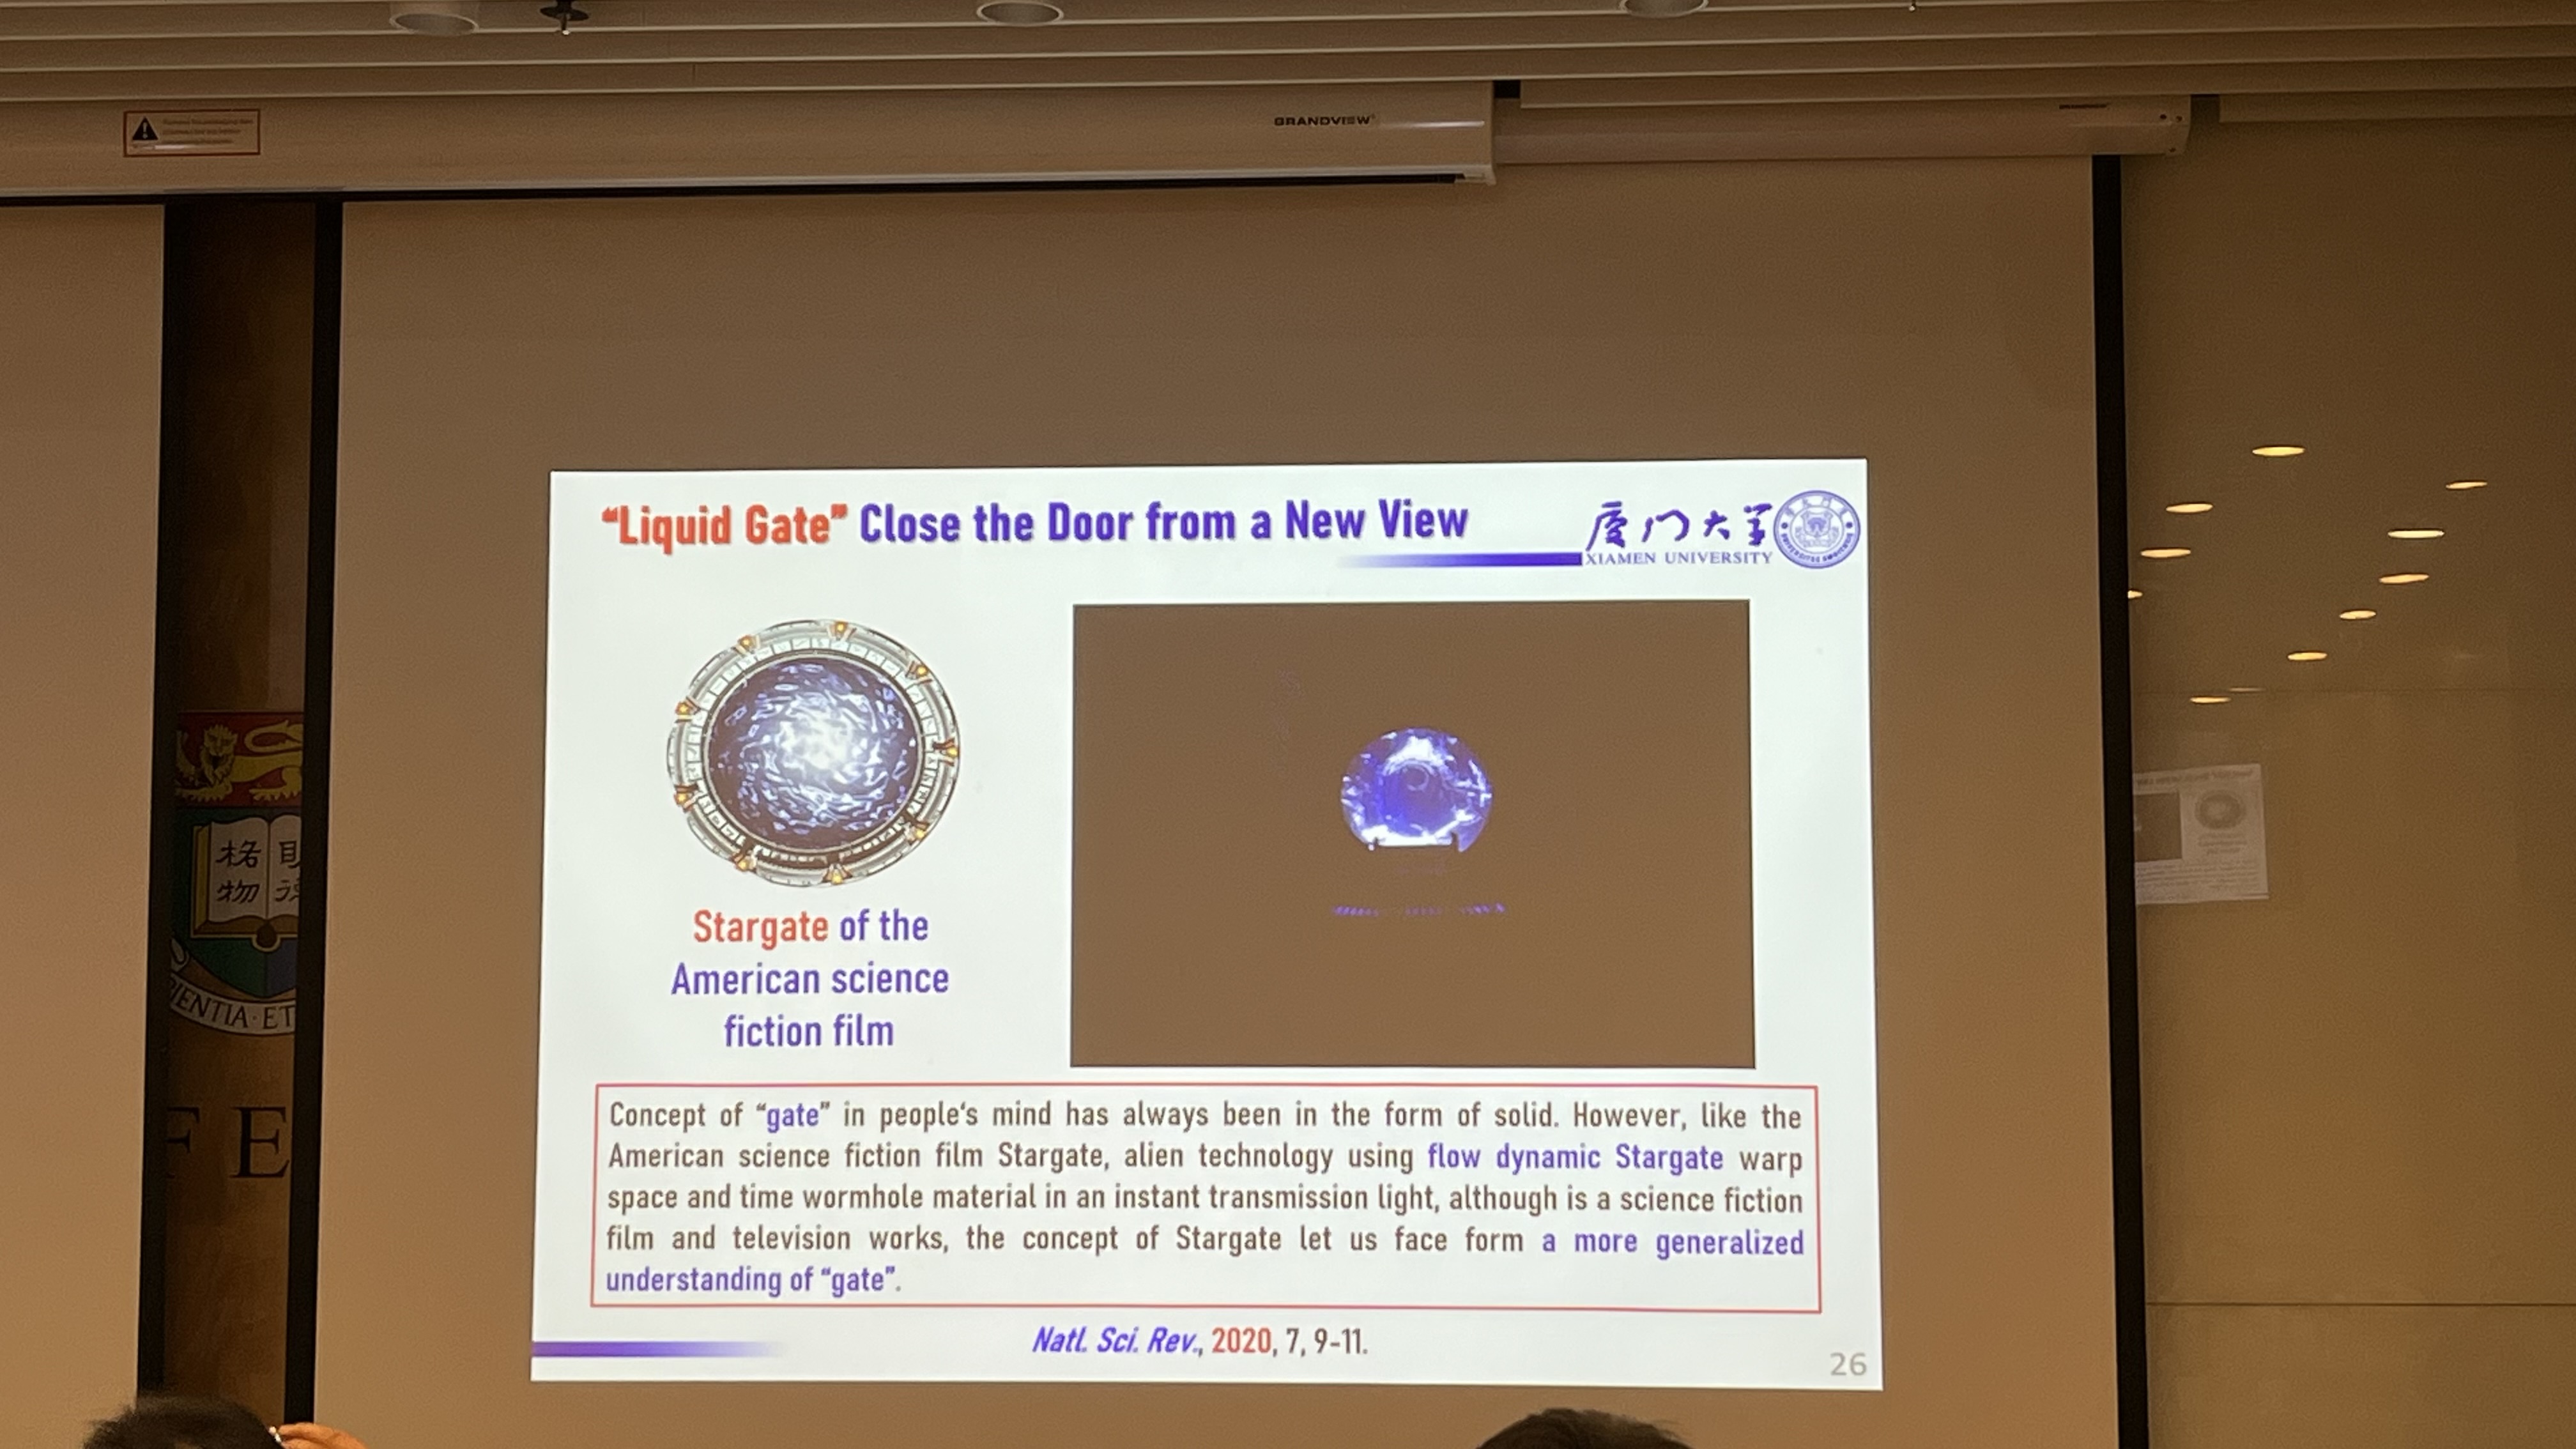 GRANDVIEW
"Liquid Gate" Close the Door from a New View
厦门大学
XIAMEN UNIVERSITY
Stargate of the
American science
fiction film
Concept of "gate" in people's mind has always been in the form of solid. However, like the
American science fiction film Stargate, alien technology using flow dynamic Stargate warp
space and time wormhole material in an instant transmission light, although is a science fiction
film and television works, the concept of Stargate let us face form a more generalized
understanding of "gate".
Natl. Sci. Rev., 2020, 7, 9-11.
26
格物
IENTIA·ET
F E